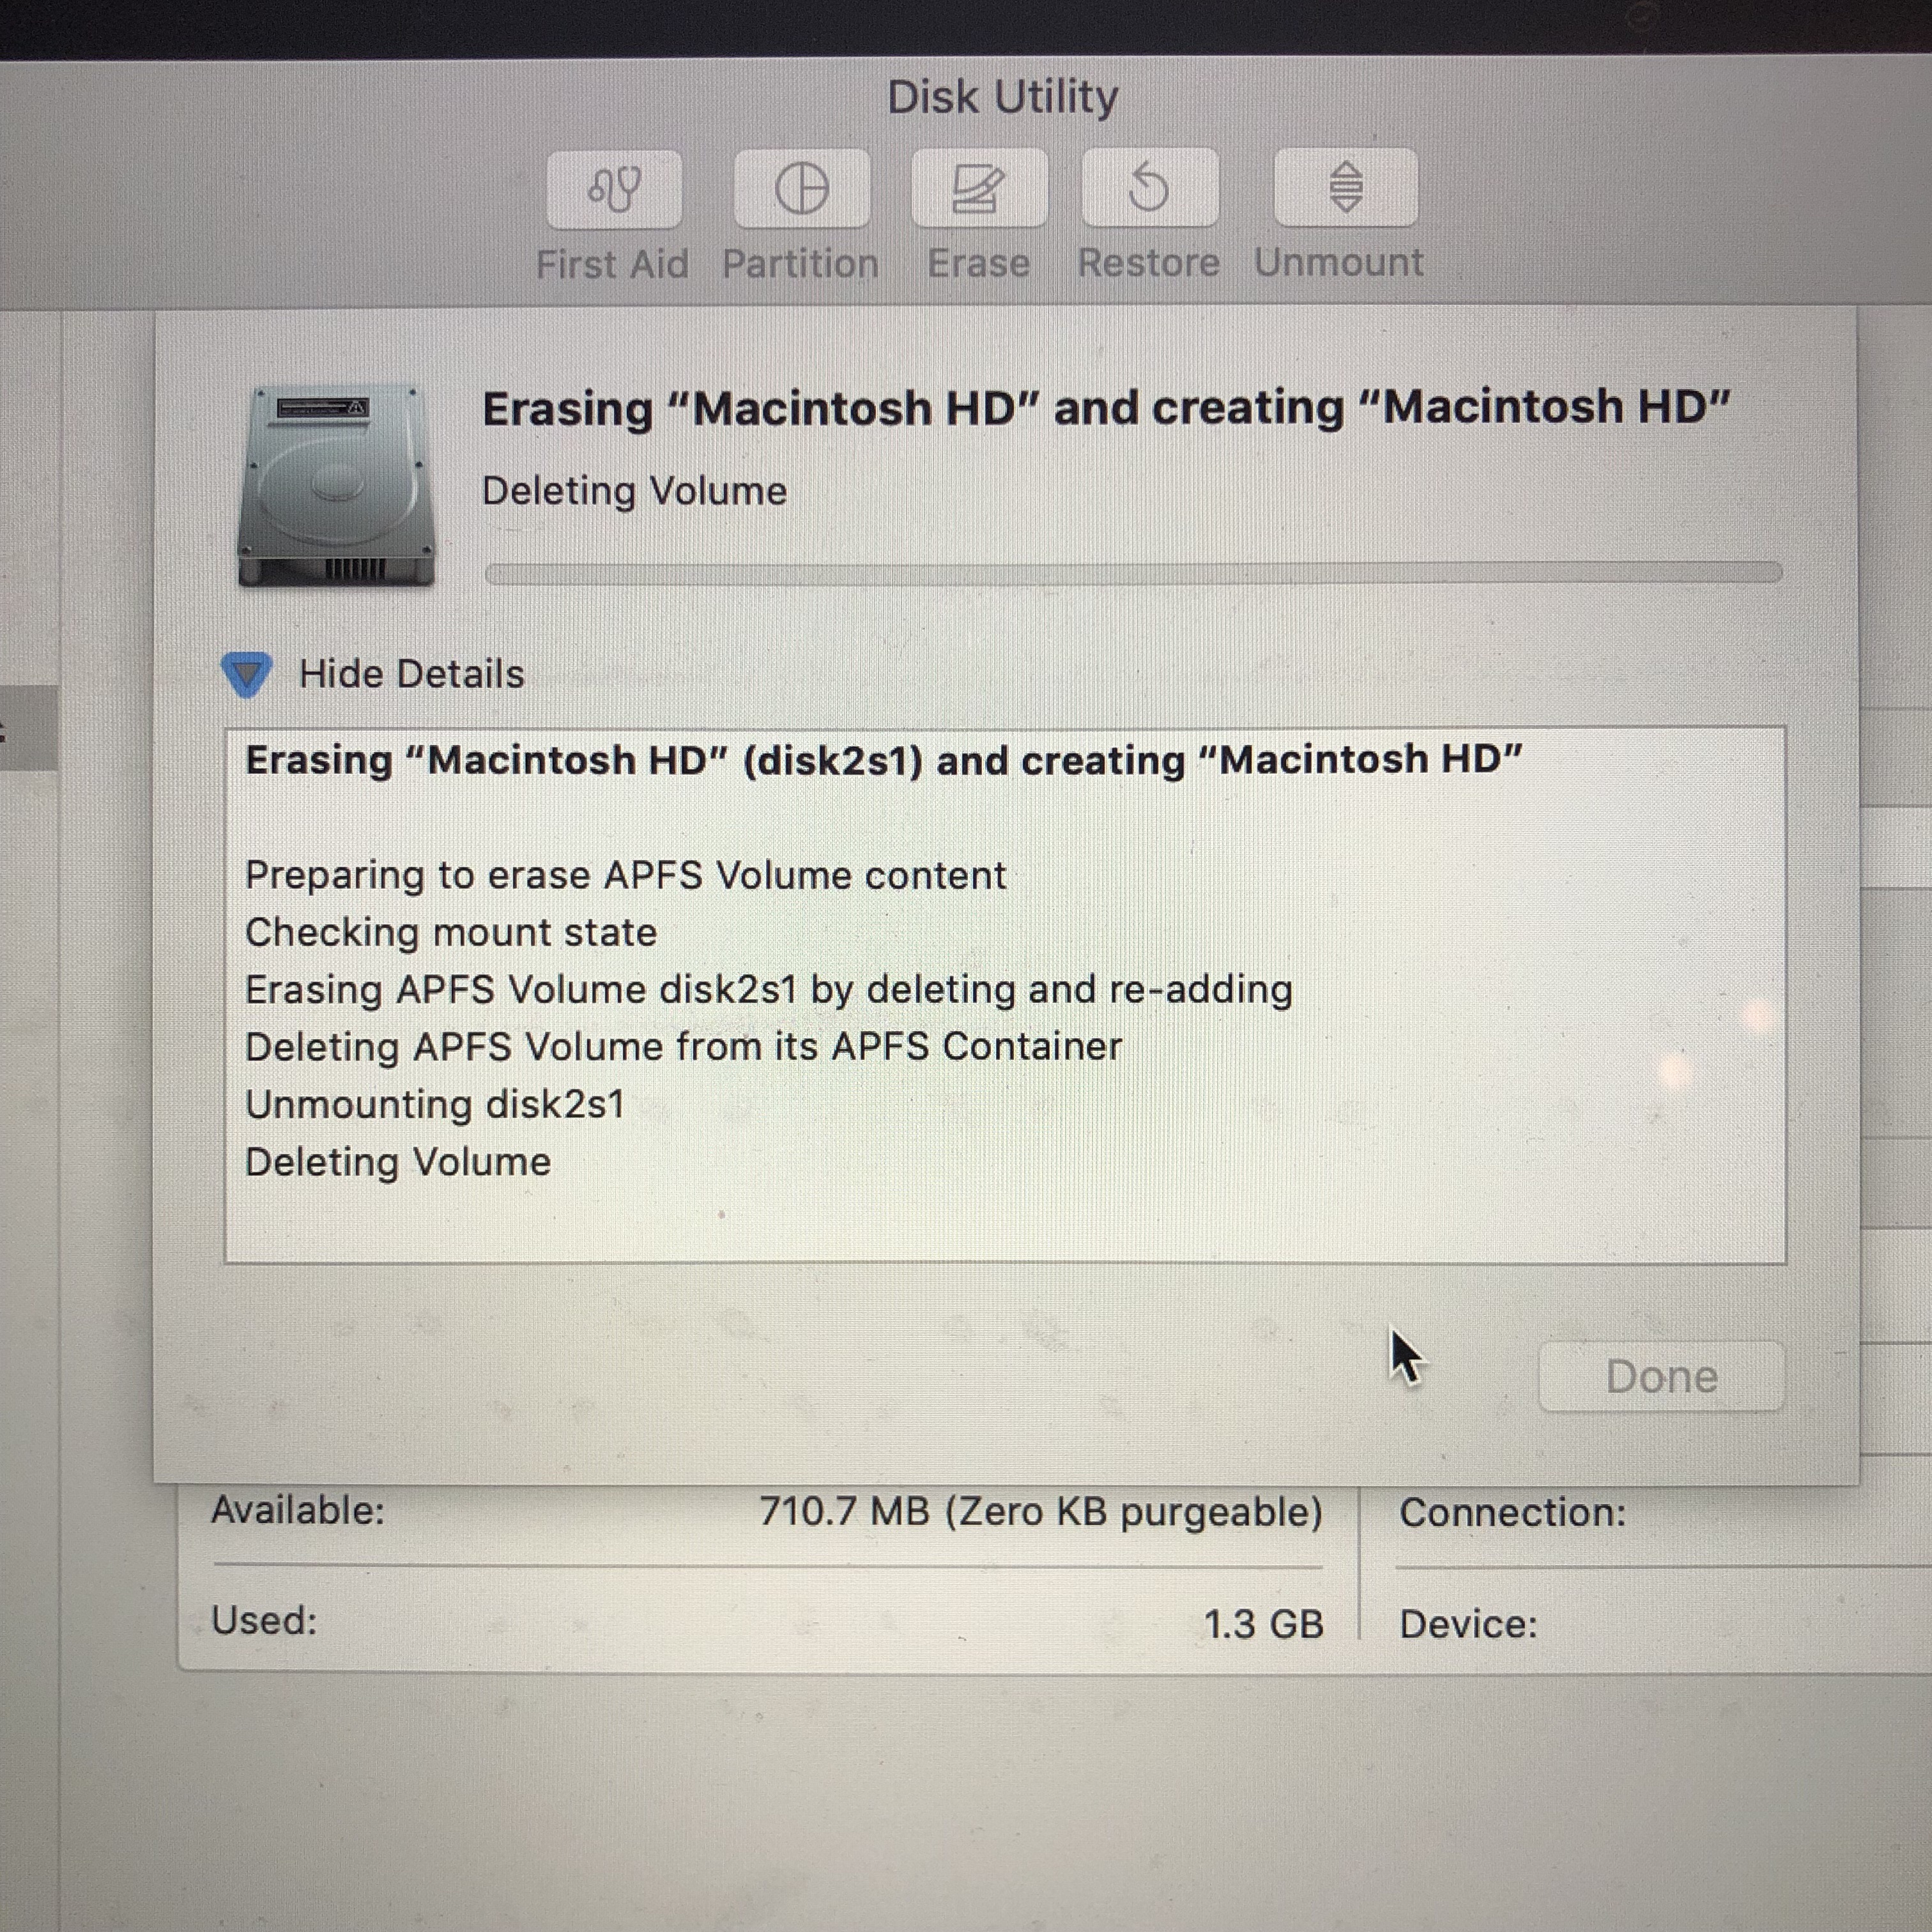 Disk Utility
First Aid Partition Erase Restore Unmount
Erasing “Macintosh HD” and creating “Macintosh HD”
Deleting Volume
Hide Details
Erasing “Macintosh HD” (disk2s1) and creating “Macintosh HD”
Preparing to erase APFS Volume content
Checking mount state
Erasing APFS Volume disk2s1 by deleting and re-adding
Deleting APFS Volume from its APFS Container
Unmounting disk2s1
Deleting Volume
Done
Available: 710.7 MB (Zero KB purgeable) Connection:
Used: 1.3 GB Device: